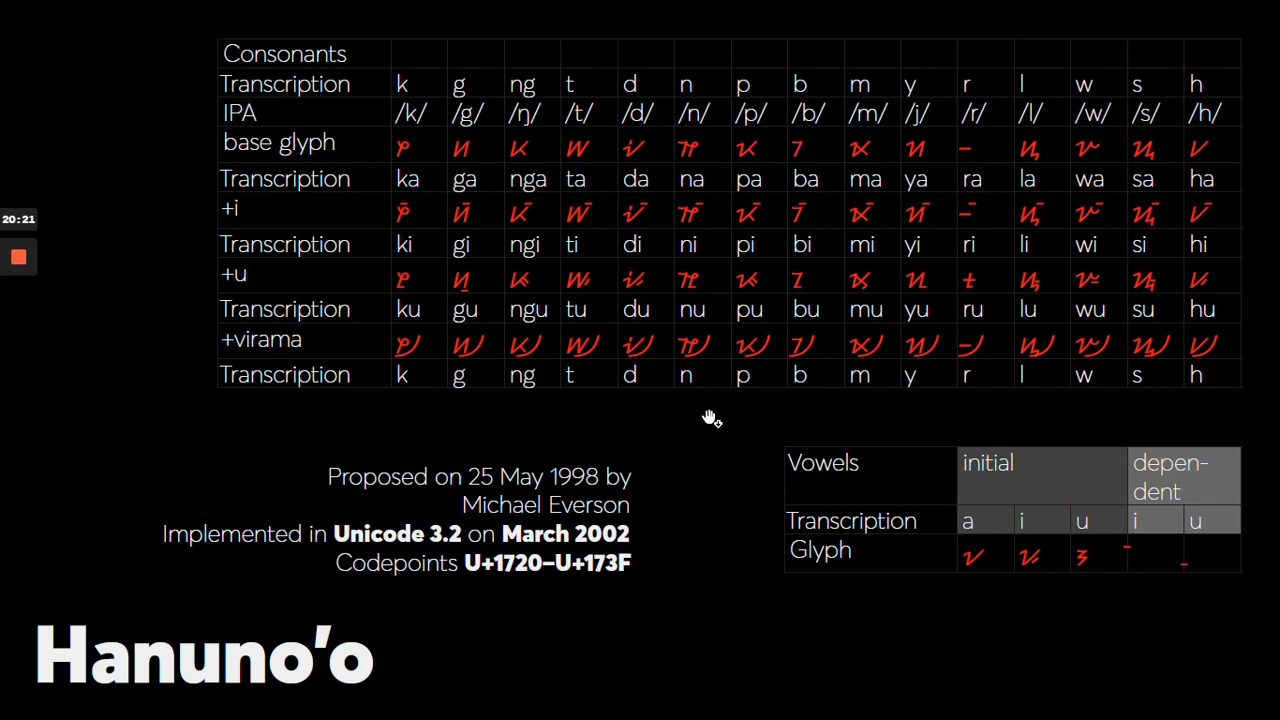 Consonants
Transcription k g ng t d n p b m y r l w s h
IPA /k/ /g/ /ŋ/ /t/ /d/ /n/ /p/ /b/ /m/ /j/ /r/ /l/ /w/ /s/ /h/
base glyph ᜣ ᜤ ᜥ ᜦ ᜧ ᜨ ᜩ ᜪ ᜫ ᜬ ᜭ ᜮ ᜯ ᜰ ᜱ
Transcription ka ga nga ta da na pa ba ma ya ra la wa sa ha
+i ᜣᜲ ᜤᜲ ᜥᜲ ᜦᜲ ᜧᜲ ᜨᜲ ᜩᜲ ᜪᜲ ᜫᜲ ᜬᜲ ᜭᜲ ᜮᜲ ᜯᜲ ᜰᜲ ᜱᜲ
Transcription ki gi ngi ti di ni pi bi mi yi ri li wi si hi
+u ᜣᜳ ᜤᜳ ᜥᜳ ᜦᜳ ᜧᜳ ᜨᜳ ᜩᜳ ᜪᜳ ᜫᜳ ᜬᜳ ᜭᜳ ᜮᜳ ᜯᜳ ᜰᜳ ᜱᜳ
Transcription ku gu ngu tu du nu pu bu mu yu ru lu wu su hu
+virama ᜣ᜴ ᜤ᜴ ᜥ᜴ ᜦ᜴ ᜧ᜴ ᜨ᜴ ᜩ᜴ ᜪ᜴ ᜫ᜴ ᜬ᜴ ᜭ᜴ ᜮ᜴ ᜯ᜴ ᜰ᜴ ᜱ᜴
Transcription k g ng t d n p b m y r l w s h
20:21
Proposed on 25 May 1998 by
Michael Everson
Implemented in Unicode 3.2 on March 2002
Codepoints U+1720–U+173F
Vowels initial depen-
dent
Transcription a i u i u
Glyph ᜠ ᜡ ᜢ ᜲ ᜳ
Hanuno'o